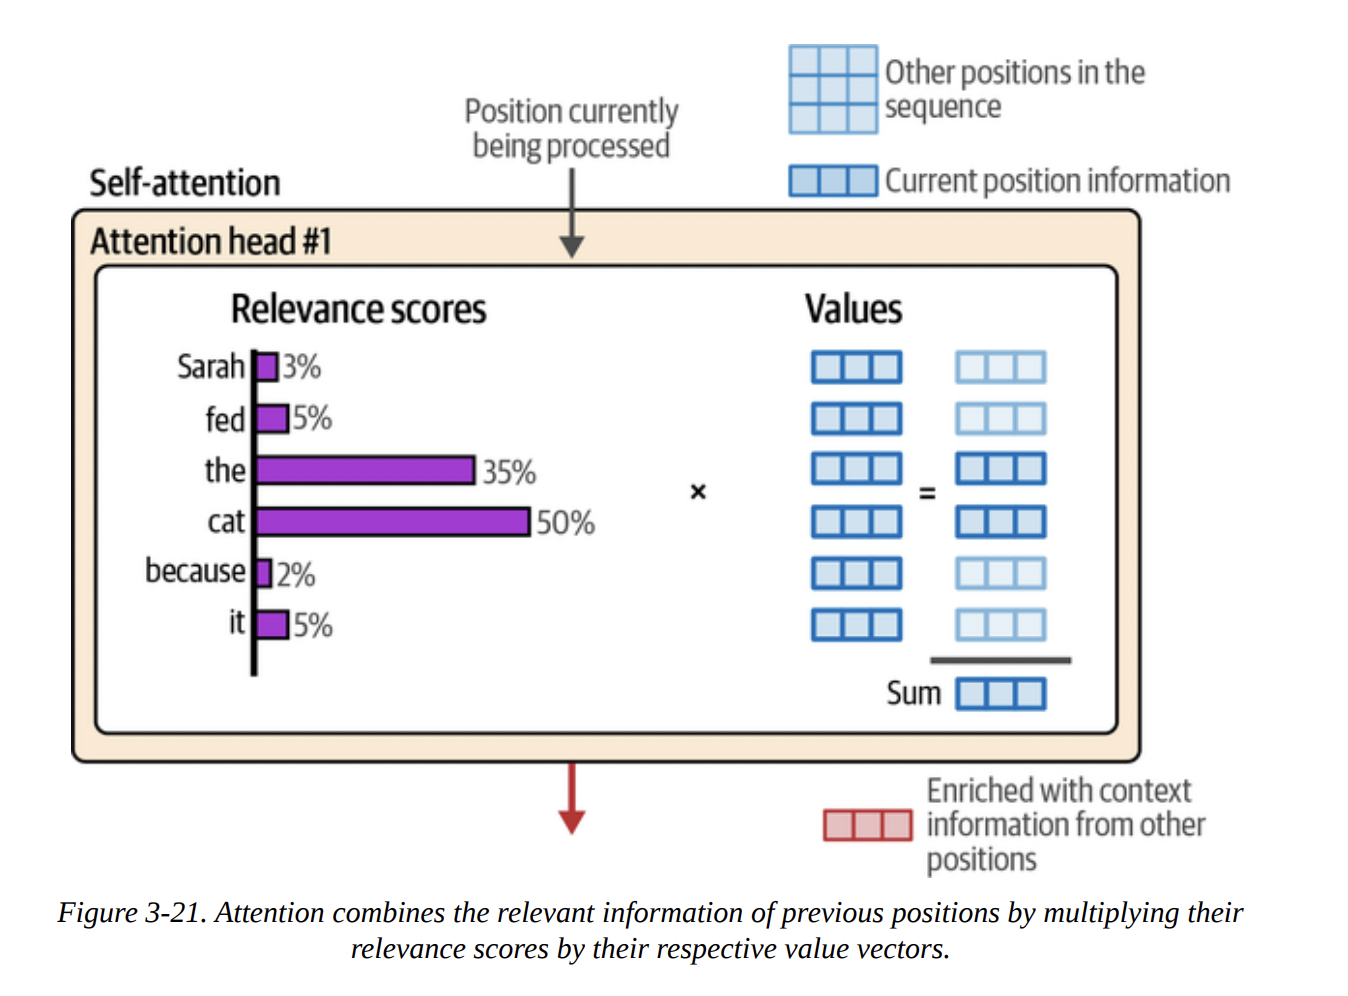 Other positions in the
sequence
Position currently
being processed
Current position information
Self-attention
Attention head #1
Relevance scores
Values
Sarah 3%
fed 5%
the 35%
cat 50%
× =
because 2%
it 5%
Sum
Enriched with context
information from other
positions
Figure 3-21. Attention combines the relevant information of previous positions by multiplying their
relevance scores by their respective value vectors.